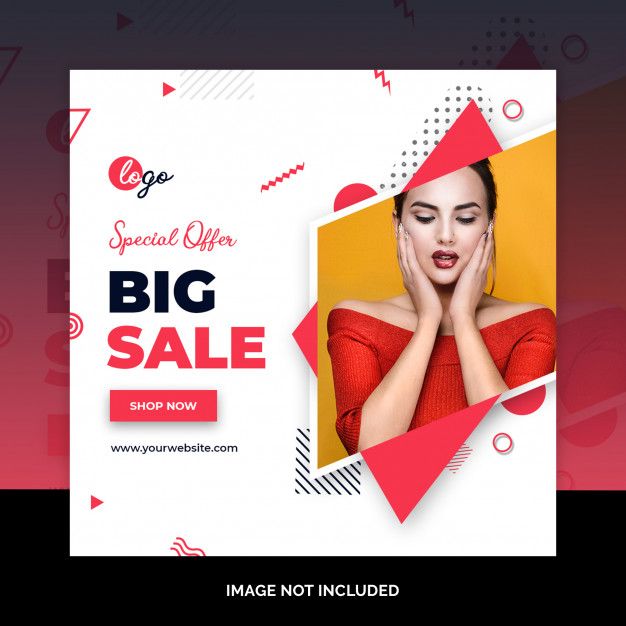 logo
Special Offer
BIG
SALE
SHOP NOW
www.yourwebsite.com
IMAGE NOT INCLUDED